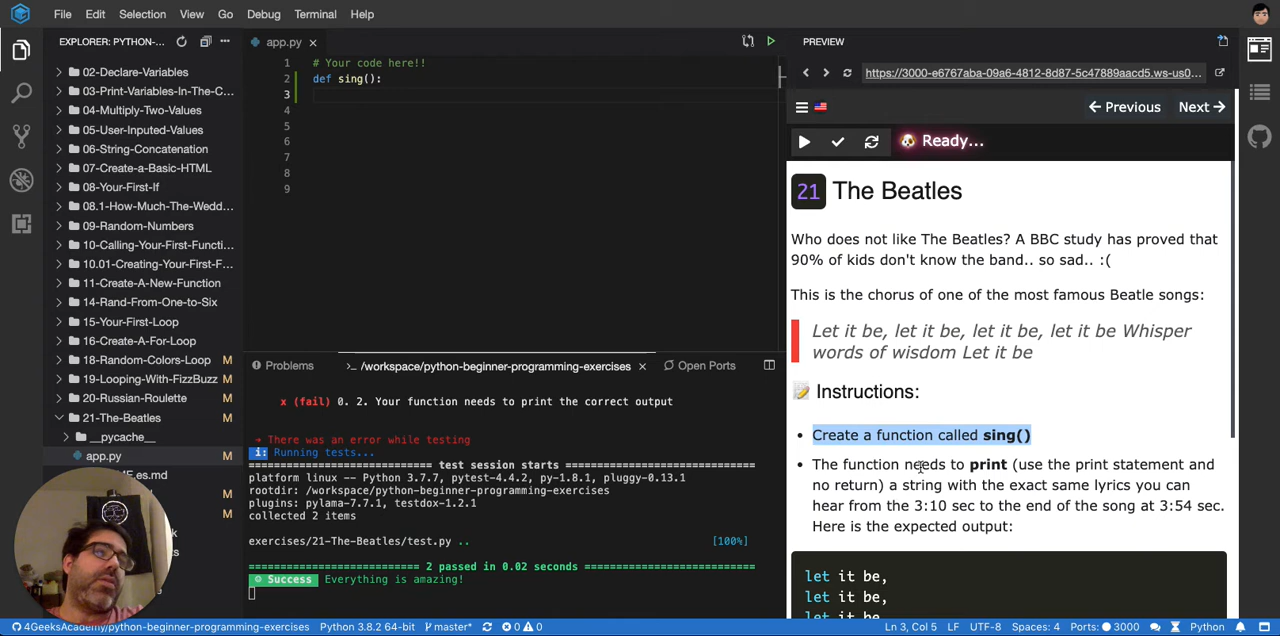 File Edit Selection View Go Debug Terminal Help
EXPLORER: PYTHON-...
app.py
PREVIEW
02-Declare-Variables
03-Print-Variables-In-The-C...
04-Multiply-Two-Values
05-User-Inputed-Values
06-String-Concatenation
07-Create-a-Basic-HTML
08-Your-First-If
08.1-How-Much-The-Wedd...
09-Random-Numbers
10-Calling-Your-First-Functi...
10.01-Creating-Your-First-F...
11-Create-A-New-Function
14-Rand-From-One-to-Six
15-Your-First-Loop
16-Create-A-For-Loop
18-Random-Colors-Loop M
19-Looping-With-FizzBuzz M
20-Russian-Roulette M
21-The-Beatles M
__pycache__
app.py M
ME.es.md
M
M
1 # Your code here!!
2 def sing():
3
4
5
6
7
8
9
Problems
/workspace/python-beginner-programming-exercises
Open Ports
x (fail) 0. 2. Your function needs to print the correct output
There was an error while testing
i: Running tests...
============================= test session starts =============================
platform linux -- Python 3.7.7, pytest-4.4.2, py-1.8.1, pluggy-0.13.1
rootdir: /workspace/python-beginner-programming-exercises
plugins: pylama-7.7.1, testdox-1.2.1
collected 2 items
exercises/21-The-Beatles/test.py .. [100%]
========================== 2 passed in 0.02 seconds ==========================
Success Everything is amazing!
https://3000-e6767aba-09a6-4812-8d87-5c47889aacd5.ws-us0...
Previous Next
Ready...
21 The Beatles
Who does not like The Beatles? A BBC study has proved that
90% of kids don't know the band.. so sad.. :(
This is the chorus of one of the most famous Beatle songs:
Let it be, let it be, let it be, let it be Whisper
words of wisdom Let it be
Instructions:
• Create a function called sing()
• The function needs to print (use the print statement and
no return) a string with the exact same lyrics you can
hear from the 3:10 sec to the end of the song at 3:54 sec.
Here is the expected output:
let it be,
let it be,
let it be
4GeeksAcademy/python-beginner-programming-exercises Python 3.8.2 64-bit master* 0 0 Ln 3, Col 5 LF UTF-8 Spaces: 4 Ports: 3000 Python